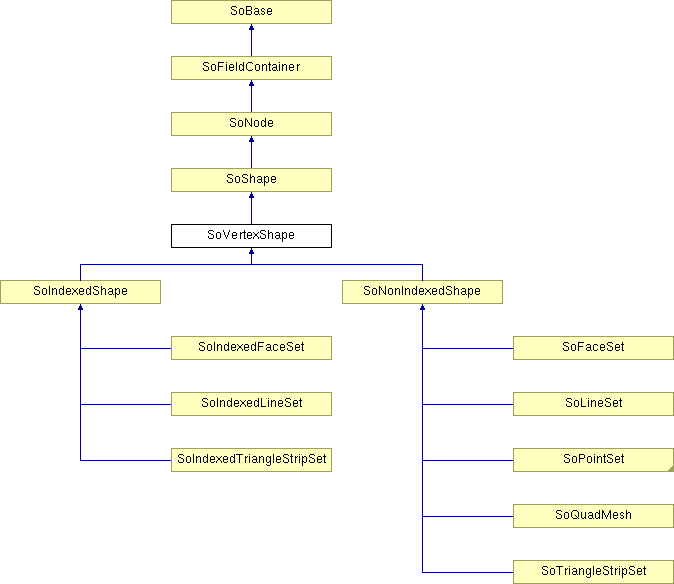 SoBase
SoFieldContainer
SoNode
SoShape
SoVertexShape
SoIndexedShape
SoNonIndexedShape
SoIndexedFaceSet
SoFaceSet
SoIndexedLineSet
SoLineSet
SoIndexedTriangleStripSet
SoPointSet
SoQuadMesh
SoTriangleStripSet